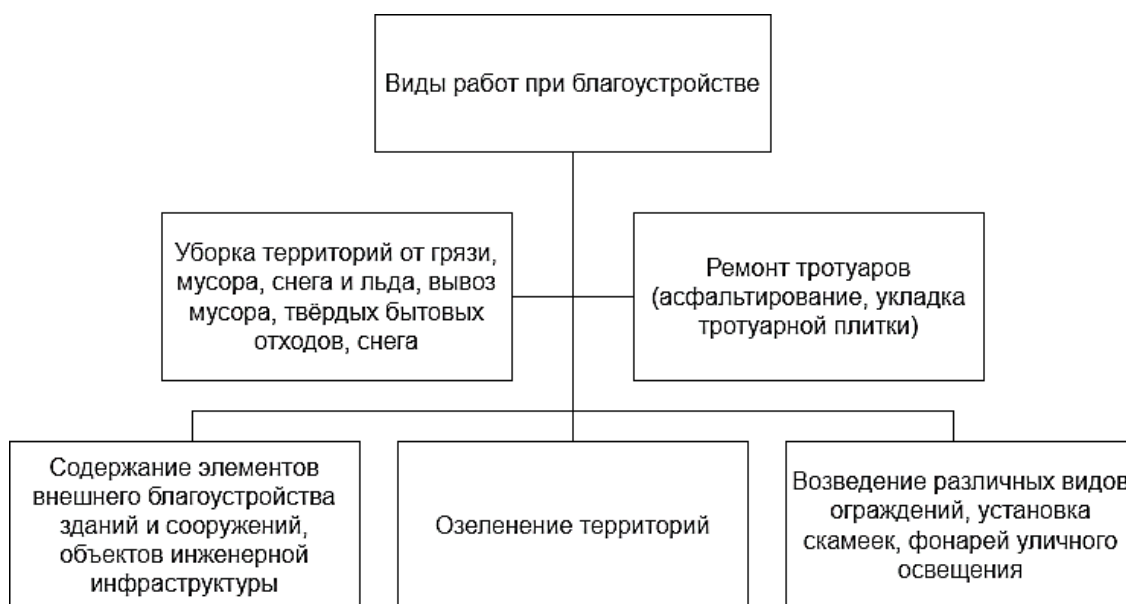 Виды работ при благоустройстве
Уборка территорий от грязи,
мусора, снега и льда, вывоз
мусора, твёрдых бытовых
отходов, снега
Ремонт тротуаров
(асфальтирование, укладка
тротуарной плитки)
Содержание элементов
внешнего благоустройства
зданий и сооружений,
объектов инженерной
инфраструктуры
Озеленение территорий
Возведение различных видов
ограждений, установка
скамеек, фонарей уличного
освещения